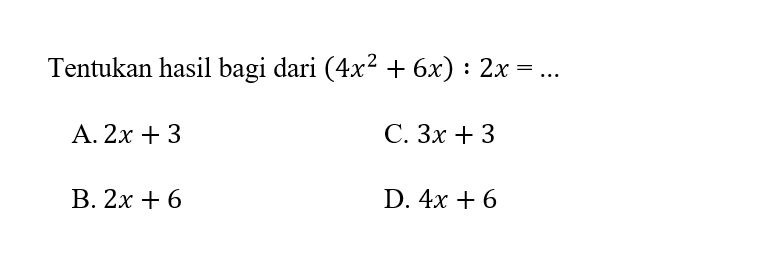 Tentukan hasil bagi dari (4x² + 6x) : 2x = ...
A. 2x + 3 C. 3x + 3
B. 2x + 6 D. 4x + 6